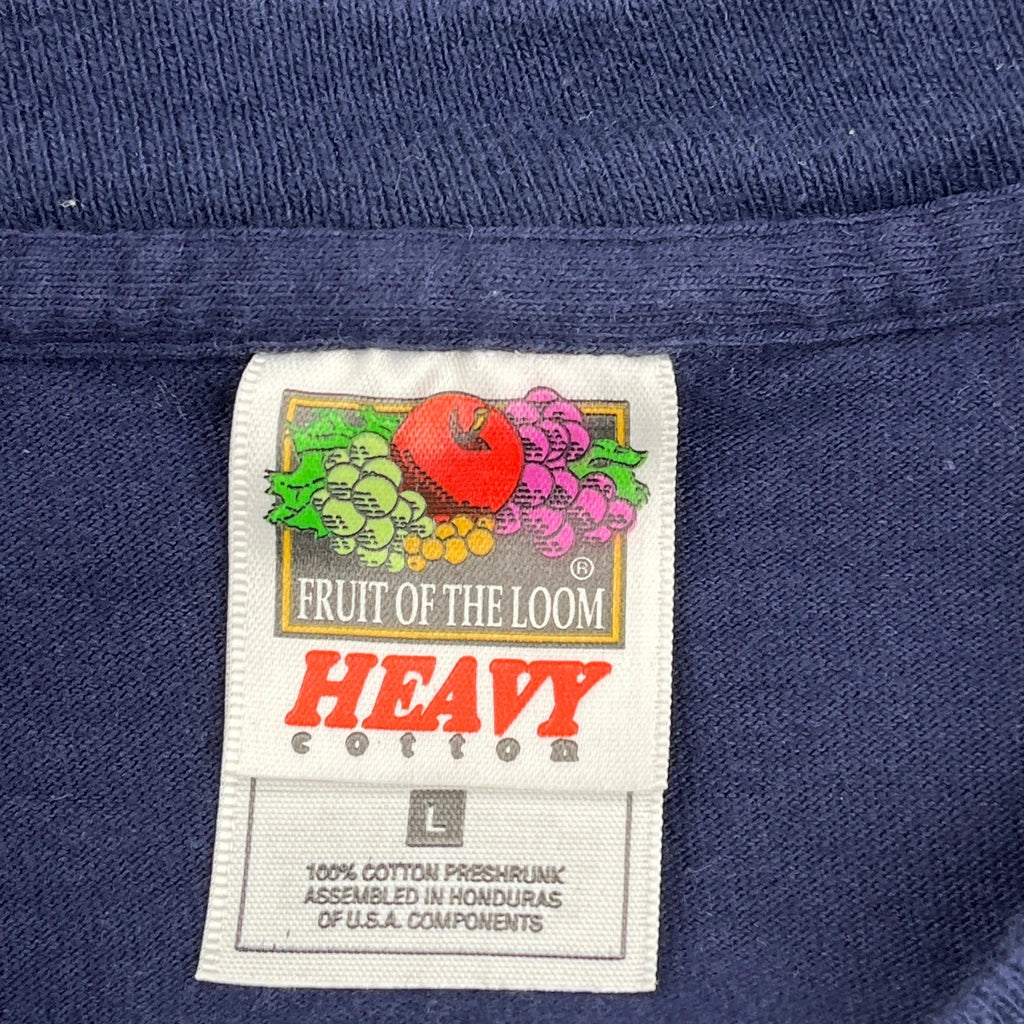 ®
FRUIT OF THE LOOM
HEAVY
cotton
L
100% COTTON PRESHRUNK
ASSEMBLED IN HONDURAS
OF U.S.A. COMPONENTS